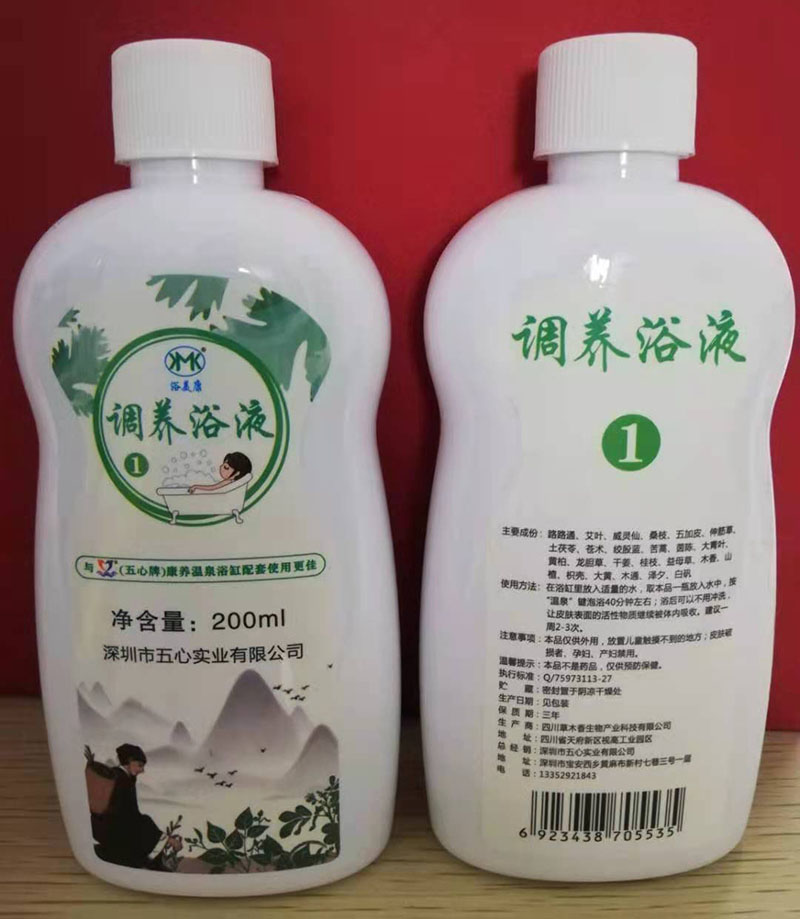 KMK
浴美康
调养浴液
1
与 (五心牌)康养温泉浴缸配套使用更佳
净含量：200ml
深圳市五心实业有限公司
调养浴液
1
主要成份：路路通、艾叶、威灵仙、桑枝、五加皮、伸筋草、
土茯苓、苍术、绞股蓝、苦蒿、茵陈、大青叶、
黄柏、龙胆草、干姜、桂枝、益母草、木香、山
楂、枳壳、大黄、木通、泽夕、白矾
使用方法：在浴缸里放入适量的水，取本品一瓶放入水中，按
“温泉”键泡浴40分钟左右；浴后可以不用冲洗，
让皮肤表面的活性物质继续被体内吸收。建议一
周2-3次。
注意事项：本品仅供外用，放置儿童触摸不到的地方；皮肤破
损者、孕妇、产妇禁用。
温馨提示：本品不是药品，仅供预防保健。
执行标准：Q/75973113-27
贮 藏：密封置于阴凉干燥处
生产日期：见包装
保 质 期：三年
生 产 商：四川草木香生物产业科技有限公司
地 址：四川省天府新区视高工业园区
总 经 销：深圳市五心实业有限公司
地 址：深圳市宝安西乡黄麻布新村七巷三号一层
电 话：13352921843
6 923438 705535